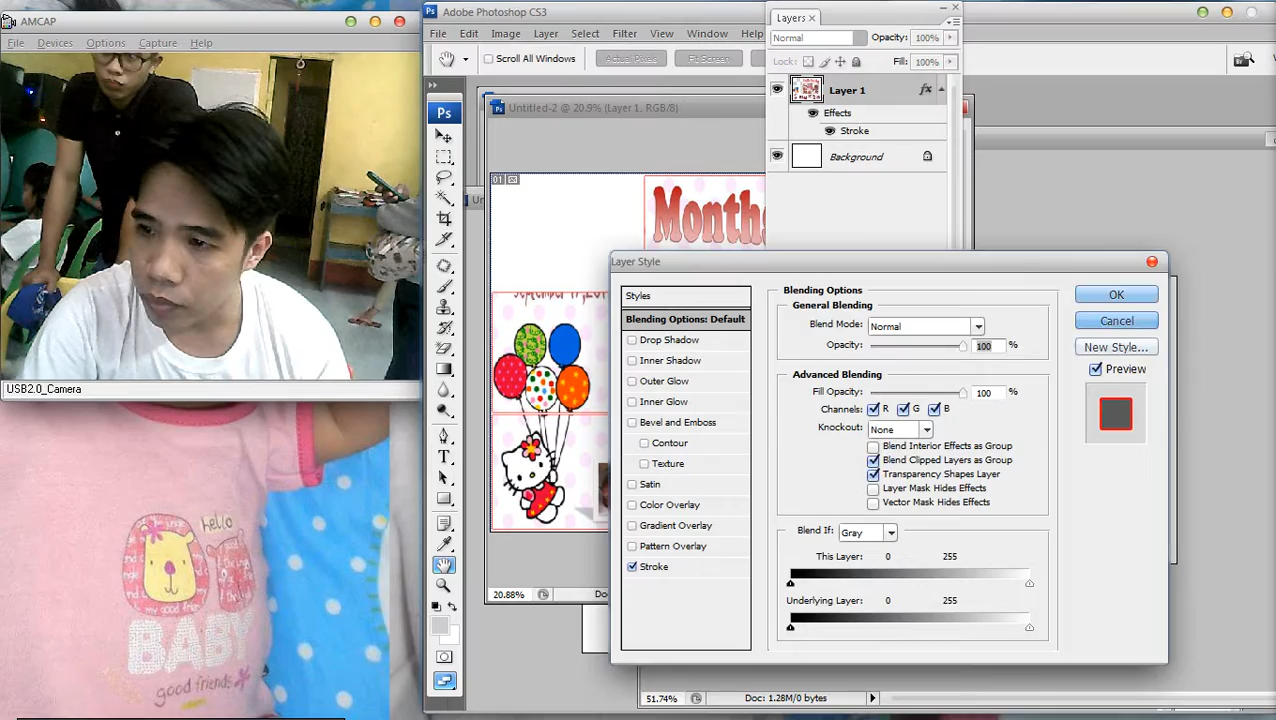 AMCAP
File Devices Options Capture Help
USB2.0_Camera
hello
BABY
good friends
Ps Adobe Photoshop CS3
File Edit Image Layer Select Filter View Window Help
Scroll All Windows Actual Pixels Fit Screen
Ps
Untitled-2 @ 20.9% (Layer 1, RGB/8)
01
Months
20.88%
51.74% Doc: 1.28M/0 bytes
Layers
Normal Opacity: 100%
Lock: Fill: 100%
Layer 1 fx
Effects
Stroke
Background
Layer Style
Styles
Blending Options: Default
Drop Shadow
Inner Shadow
Outer Glow
Inner Glow
Bevel and Emboss
Contour
Texture
Satin
Color Overlay
Gradient Overlay
Pattern Overlay
Stroke
Blending Options
General Blending
Blend Mode: Normal
Opacity: 100 %
Advanced Blending
Fill Opacity: 100 %
Channels: R G B
Knockout: None
Blend Interior Effects as Group
Blend Clipped Layers as Group
Transparency Shapes Layer
Layer Mask Hides Effects
Vector Mask Hides Effects
Blend If: Gray
This Layer: 0 255
Underlying Layer: 0 255
OK
Cancel
New Style...
Preview